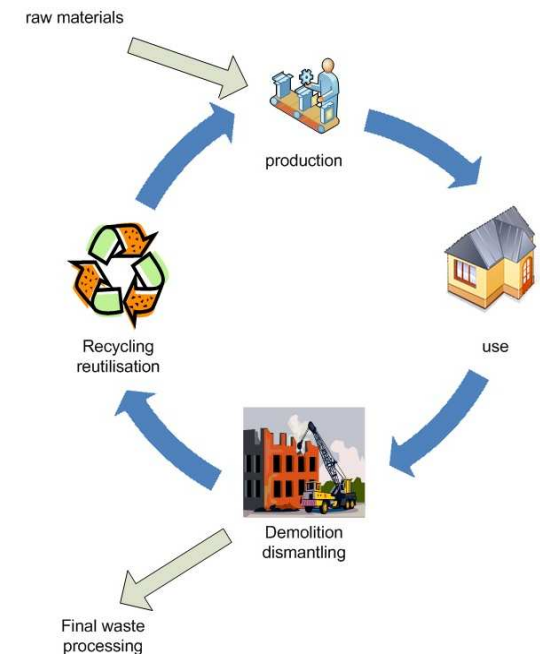 raw materials
production
use
Recycling
reutilisation
Demolition
dismantling
Final waste
processing